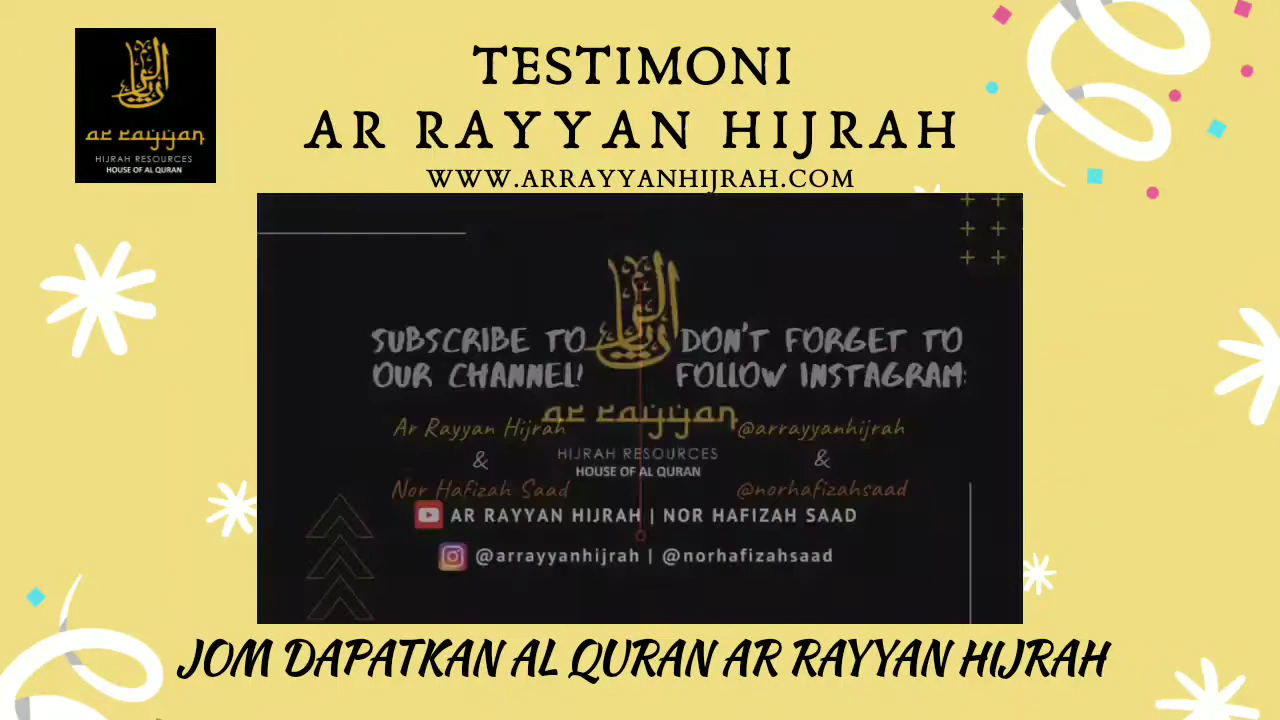 ar rayyan
HIJRAH RESOURCES
HOUSE OF AL QURAN
TESTIMONI
AR RAYYAN HIJRAH
WWW.ARRAYYANHIJRAH.COM
SUBSCRIBE TO
OUR CHANNEL!
Ar Rayyan Hijrah
&
Nor Hafizah Saad
DON'T FORGET TO
FOLLOW INSTAGRAM:
@arrayyanhijrah
&
@norhafizahsaad
ar rayyan
HIJRAH RESOURCES
HOUSE OF AL QURAN
AR RAYYAN HIJRAH | NOR HAFIZAH SAAD
@arrayyanhijrah | @norhafizahsaad
JOM DAPATKAN AL QURAN AR RAYYAN HIJRAH